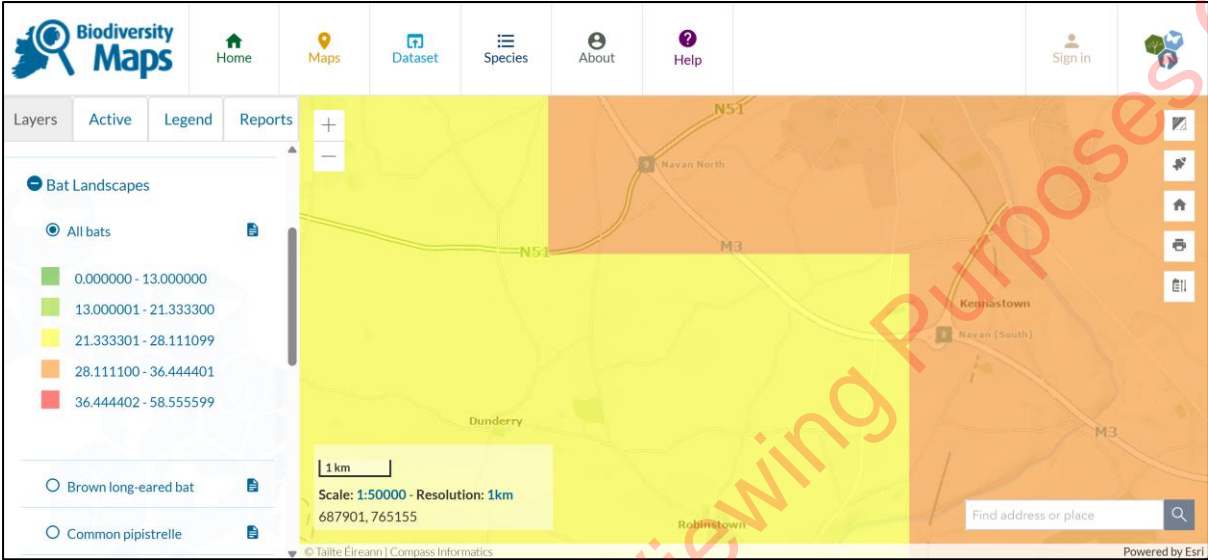 Biodiversity
Maps
Home
Maps
Dataset
Species
About
Help
Sign in
Layers
Active
Legend
Reports
Bat Landscapes
All bats
0.000000 - 13.000000
13.000001 - 21.333300
21.333301 - 28.111099
28.111100 - 36.444401
36.444402 - 58.555599
Brown long-eared bat
Common pipistrelle
+
−
N51
9 Navan North
N51
M3
Kennastown
8 Navan (South)
M3
Dunderry
Robinstown
1 km
Scale: 1:50000 - Resolution: 1km
687901, 765155
Find address or place
© Tailte Éireann | Compass Informatics
Powered by Esri
Viewing Purposes